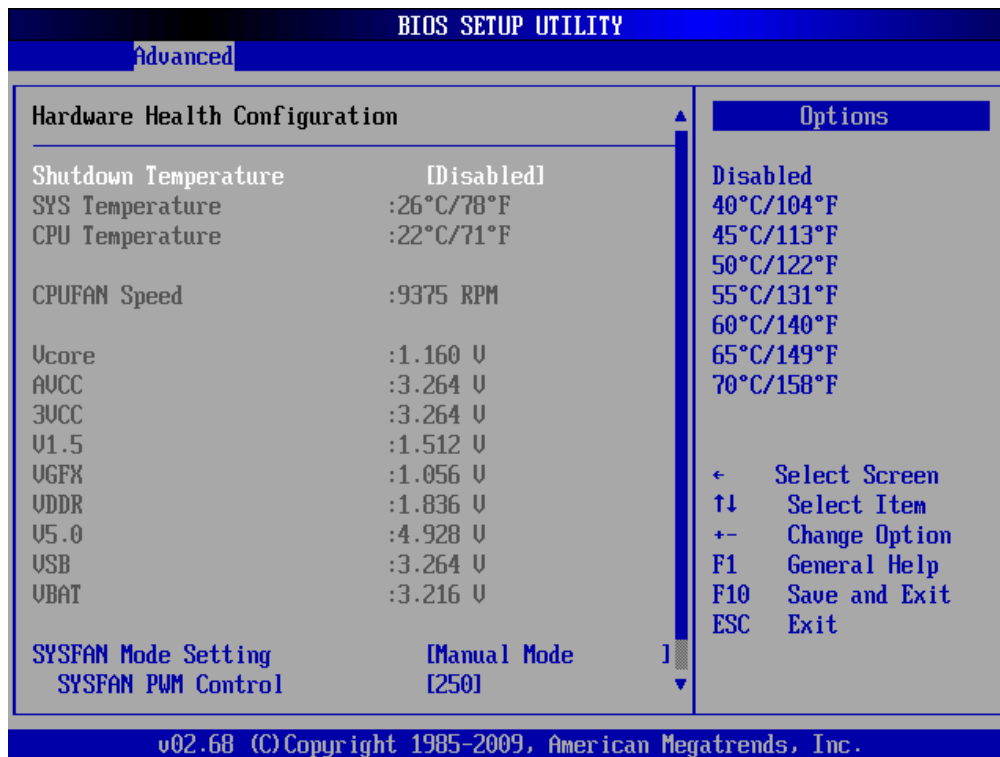 BIOS SETUP UTILITY
Advanced
Hardware Health Configuration
Shutdown Temperature [Disabled]
SYS Temperature :26°C/78°F
CPU Temperature :22°C/71°F
CPUFAN Speed :9375 RPM
Vcore :1.160 V
AVCC :3.264 V
3VCC :3.264 V
V1.5 :1.512 V
VGFX :1.056 V
VDDR :1.836 V
V5.0 :4.928 V
VSB :3.264 V
VBAT :3.216 V
SYSFAN Mode Setting [Manual Mode ]
SYSFAN PWM Control [250]
Options
Disabled
40°C/104°F
45°C/113°F
50°C/122°F
55°C/131°F
60°C/140°F
65°C/149°F
70°C/158°F
← Select Screen
↑↓ Select Item
+- Change Option
F1 General Help
F10 Save and Exit
ESC Exit
v02.68 (C)Copyright 1985-2009, American Megatrends, Inc.